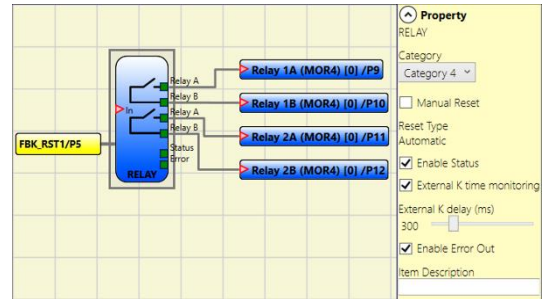 Relay A
Relay B
Relay A
Relay B
Status
Error
In
RELAY
FBK_RST1/P5
Relay 1A (MOR4) [0] /P9
Relay 1B (MOR4) [0] /P10
Relay 2A (MOR4) [0] /P11
Relay 2B (MOR4) [0] /P12
Property
RELAY
Category
Category 4
Manual Reset
Reset Type
Automatic
Enable Status
External K time monitoring
External K delay (ms)
300
Enable Error Out
Item Description